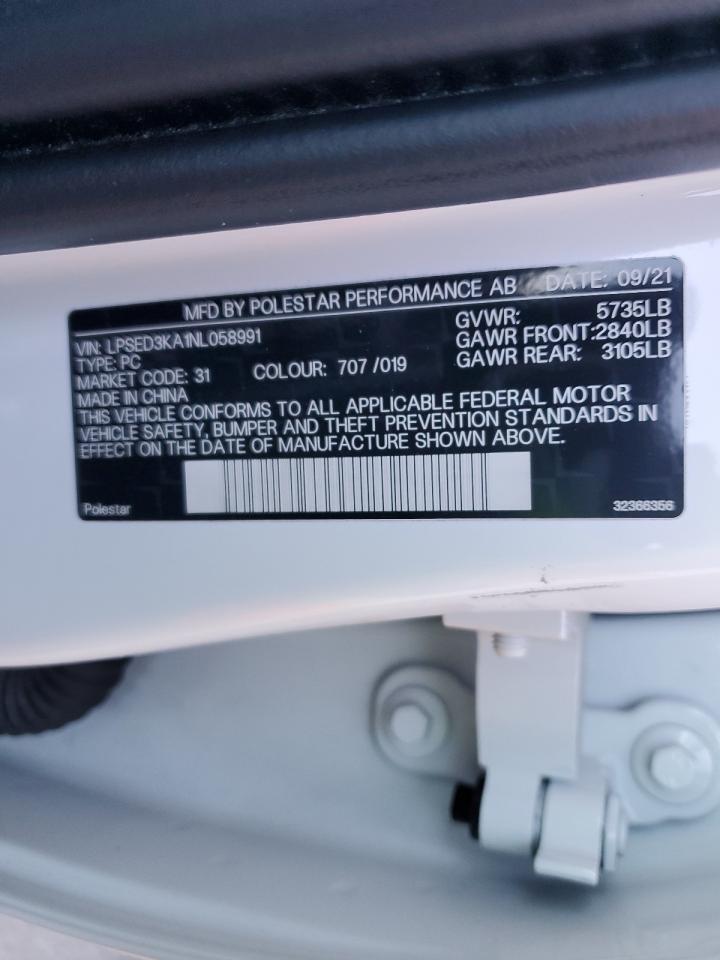 MFD BY POLESTAR PERFORMANCE AB DATE: 09/21
VIN: LPSED3KA1NL058991
GVWR: 5735LB
TYPE: PC
GAWR FRONT:2840LB
MARKET CODE: 31 COLOUR: 707 /019
GAWR REAR: 3105LB
MADE IN CHINA
THIS VEHICLE CONFORMS TO ALL APPLICABLE FEDERAL MOTOR
VEHICLE SAFETY, BUMPER AND THEFT PREVENTION STANDARDS IN
EFFECT ON THE DATE OF MANUFACTURE SHOWN ABOVE.
Polestar 32366356